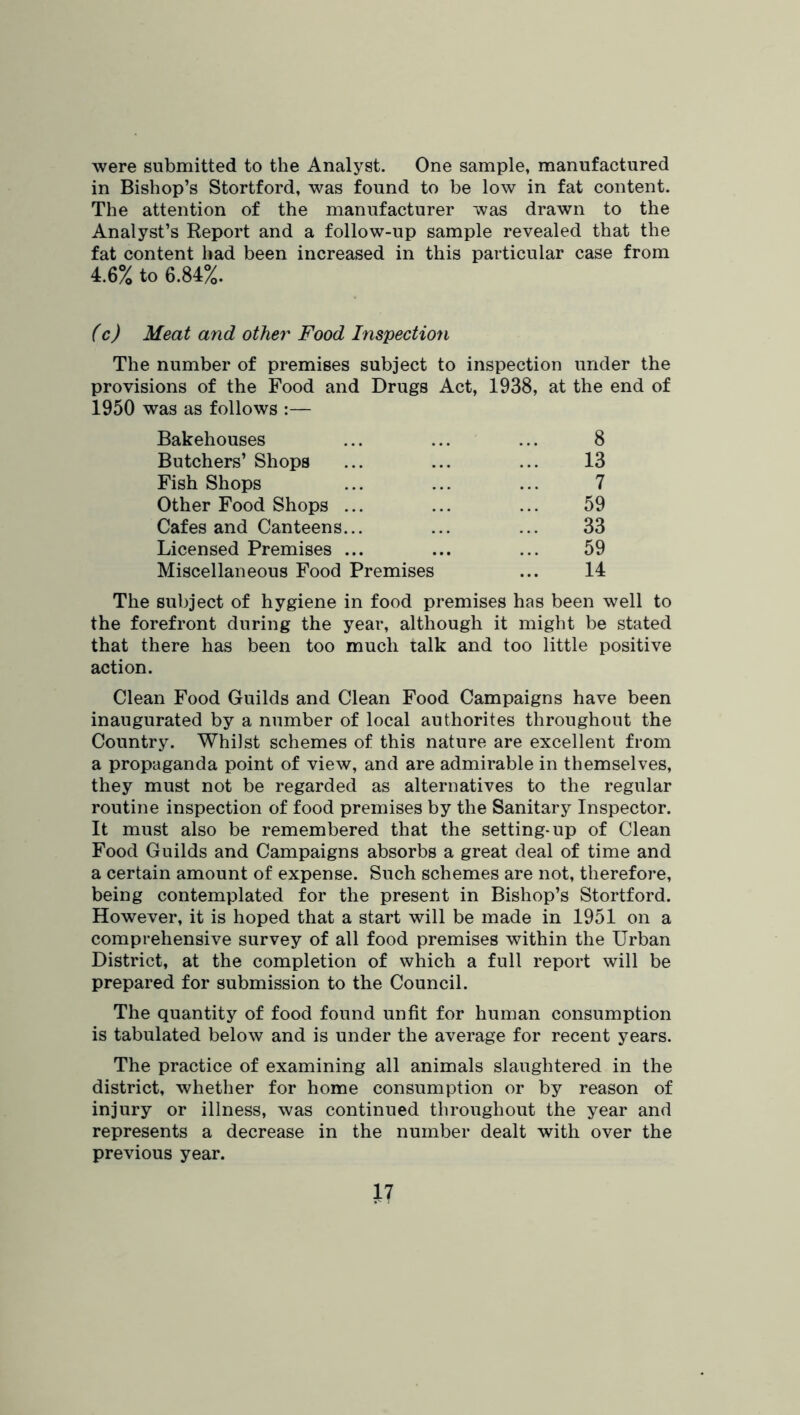 were submitted to the Analyst. One sample, manufactured
in Bishop's Stortford, was found to be low in fat content.
The attention of the manufacturer was drawn to the
Analyst's Report and a follow-up sample revealed that the
fat content had been increased in this particular case from
4.6% to 6.84%.
(c) Meat and other Food Inspection
The number of premises subject to inspection under the
provisions of the Food and Drugs Act, 1938, at the end of
1950 was as follows :—
Bakehouses ... ... ... 8
Butchers' Shops ... ... ... 13
Fish Shops ... ... ... 7
Other Food Shops ... ... ... 59
Cafes and Canteens... ... ... 33
Licensed Premises ... ... ... 59
Miscellaneous Food Premises ... 14
The subject of hygiene in food premises has been well to
the forefront during the year, although it might be stated
that there has been too much talk and too little positive
action.
Clean Food Guilds and Clean Food Campaigns have been
inaugurated by a number of local authorites throughout the
Country. Whilst schemes of this nature are excellent from
a propaganda point of view, and are admirable in themselves,
they must not be regarded as alternatives to the regular
routine inspection of food premises by the Sanitary Inspector.
It must also be remembered that the setting-up of Clean
Food Guilds and Campaigns absorbs a great deal of time and
a certain amount of expense. Such schemes are not, therefore,
being contemplated for the present in Bishop's Stortford.
However, it is hoped that a start will be made in 1951 on a
comprehensive survey of all food premises within the Urban
District, at the completion of which a full report will be
prepared for submission to the Council.
The quantity of food found unfit for human consumption
is tabulated below and is under the average for recent years.
The practice of examining all animals slaughtered in the
district, whether for home consumption or by reason of
injury or illness, was continued throughout the year and
represents a decrease in the number dealt with over the
previous year.
17